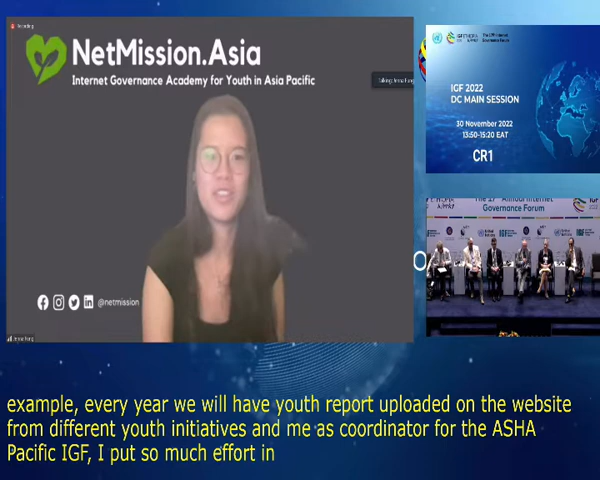 NetMission.Asia
Internet Governance Academy for Youth in Asia Pacific
@netmission
IGF 2022
DC MAIN SESSION
30 November 2022
13:50-15:20 EAT
CR1
Governance Forum
example, every year we will have youth report uploaded on the website
from different youth initiatives and me as coordinator for the ASHA
Pacific IGF, I put so much effort in